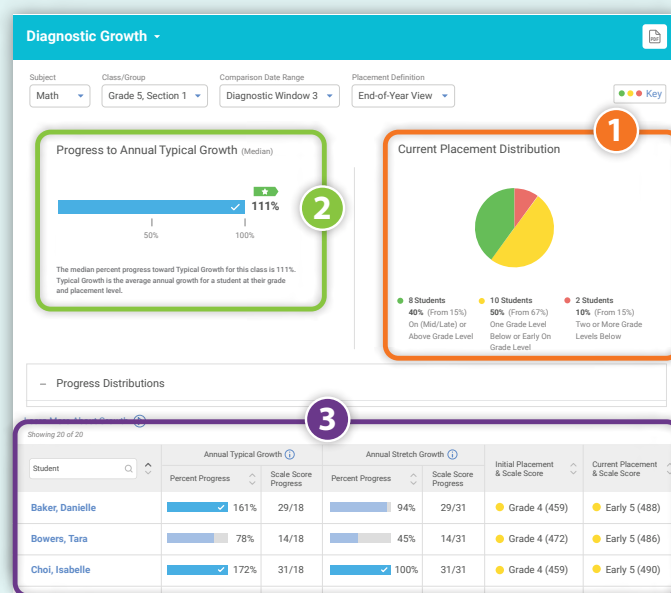 Diagnostic Growth
PDF
Subject
Class/Group
Comparison Date Range
Placement Definition
Math
Grade 5, Section 1
Diagnostic Window 3
End-of-Year View
Key
1
Progress to Annual Typical Growth (Median)
Current Placement Distribution
111%
2
50%
100%
The median percent progress toward Typical Growth for this class is 111%.
Typical Growth is the average annual growth for a student at their grade
and placement level.
8 Students
40% (From 15%)
On (Mid/Late) or
Above Grade Level
10 Students
50% (From 67%)
One Grade Level
Below or Early On
Grade Level
2 Students
10% (From 15%)
Two or More Grade
Levels Below
– Progress Distributions
3
Showing 20 of 20
Student
Annual Typical Growth
Annual Stretch Growth
Percent Progress
Scale Score
Progress
Percent Progress
Scale Score
Progress
Initial Placement
& Scale Score
Current Placement
& Scale Score
Baker, Danielle 161% 29/18 94% 29/31 Grade 4 (459) Early 5 (488)
Bowers, Tara 78% 14/18 45% 14/31 Grade 4 (472) Early 5 (486)
Choi, Isabelle 172% 31/18 100% 31/31 Grade 4 (459) Early 5 (490)